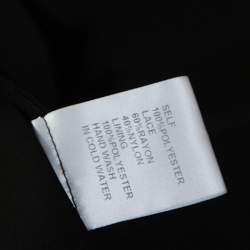 SELF
100%POLYESTER
LACE
60%RAYON
40%NYLON
LINING
100%POLYESTER
HAND WASH
IN COLD WATER